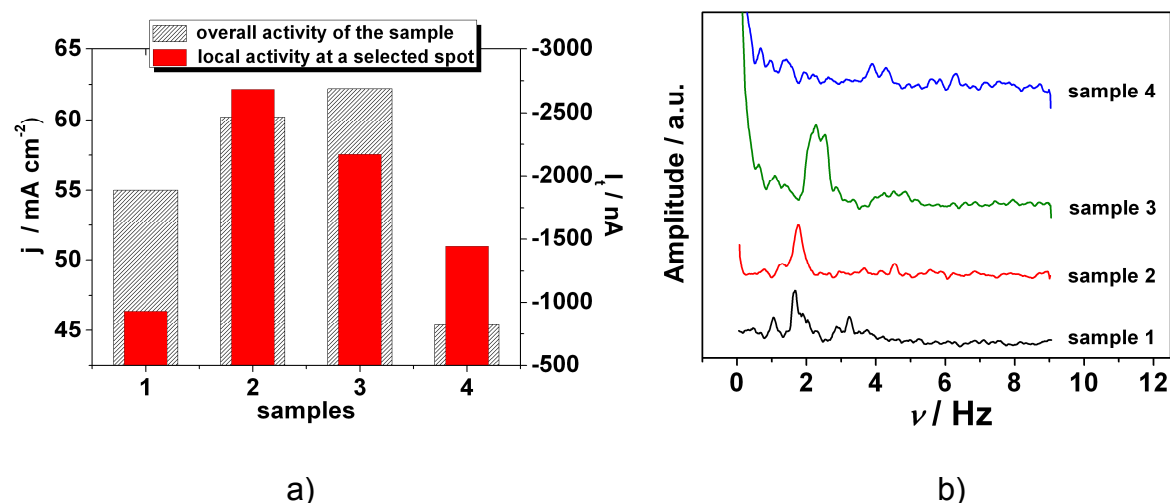 overall activity of the sample
local activity at a selected spot
65
60
55
50
45
j / mA cm-2
-3000
-2500
-2000
-1500
-1000
-500
It / nA
1 2 3 4
samples
a)
Amplitude / a.u.
sample 4
sample 3
sample 2
sample 1
0 2 4 6 8 10 12
ν / Hz
b)